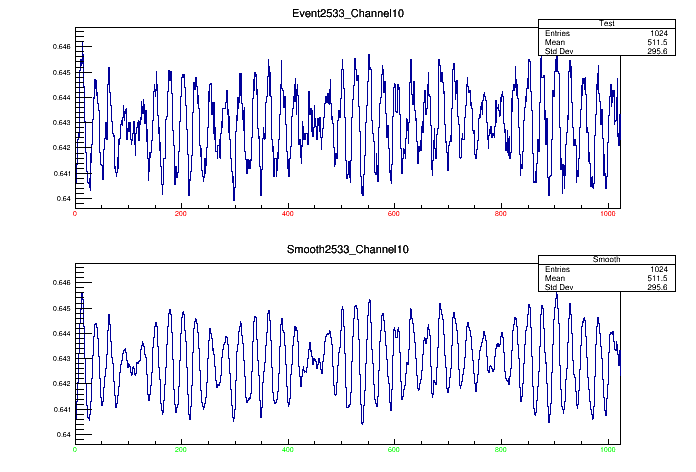 Event2533_Channel10
Test
Entries 1024
Mean 511.5
Std Dev 295.6
0.646
0.645
0.644
0.643
0.642
0.641
0.64
0 200 400 600 800 1000
Smooth2533_Channel10
Smooth
Entries 1024
Mean 511.5
Std Dev 295.6
0.646
0.645
0.644
0.643
0.642
0.641
0.64
0 200 400 600 800 1000